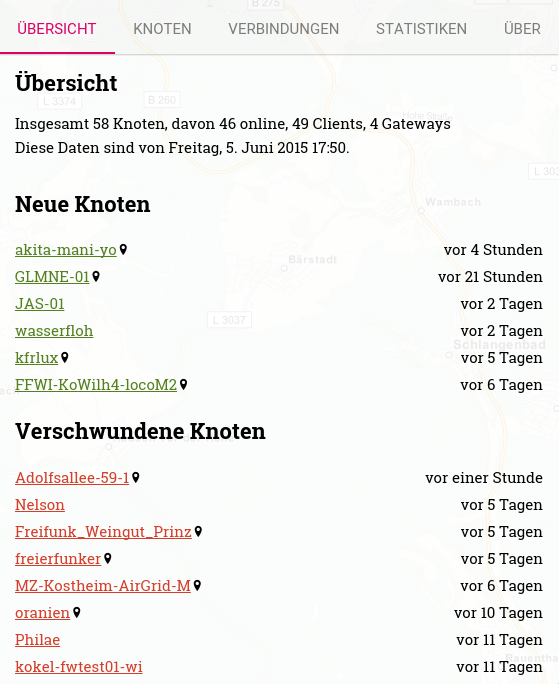 B 275
ÜBERSICHT KNOTEN VERBINDUNGEN STATISTIKEN ÜBER
Übersicht
L 3374
B 260
Insgesamt 58 Knoten, davon 46 online, 49 Clients, 4 Gateways
Diese Daten sind von Freitag, 5. Juni 2015 17:50.
Neue Knoten
Wambach
akita-mani-yo vor 4 Stunden
Bärstadt
GLMNE-01 vor 21 Stunden
JAS-01 vor 2 Tagen
L 3037
wasserfloh vor 2 Tagen
Schlangenbad
kfrlux vor 5 Tagen
FFWI-KoWilh4-locoM2 vor 6 Tagen
Verschwundene Knoten
Adolfsallee-59-1 vor einer Stunde
Nelson vor 5 Tagen
Freifunk_Weingut_Prinz vor 5 Tagen
freierfunker vor 5 Tagen
MZ-Kostheim-AirGrid-M vor 6 Tagen
oranien vor 10 Tagen
Philae vor 11 Tagen
kokel-fwtest01-wi vor 11 Tagen